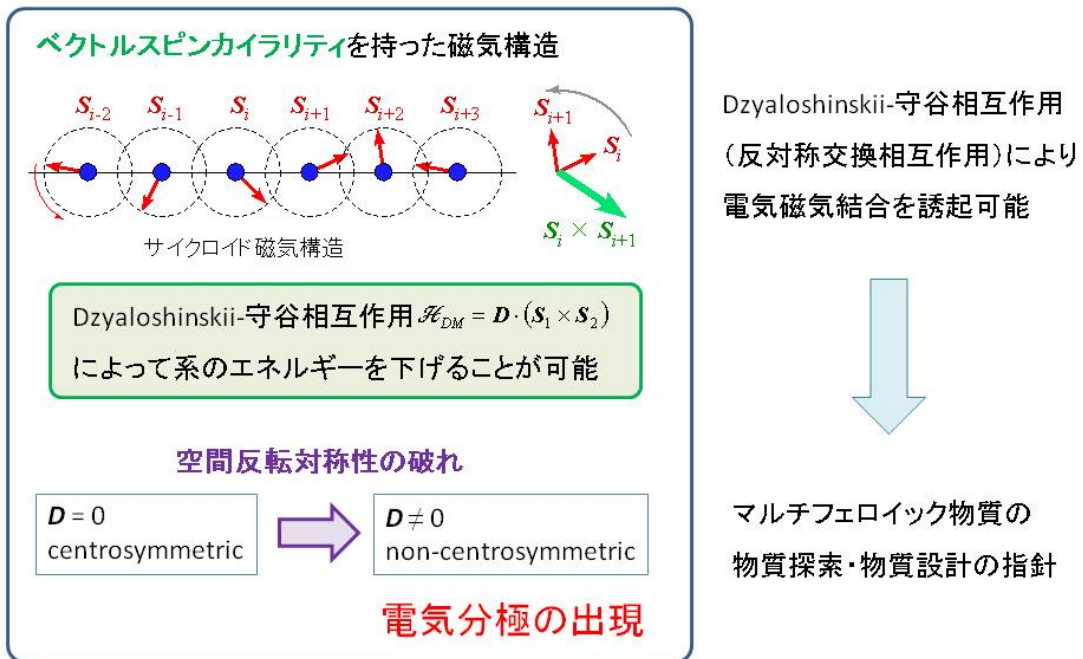 ベクトルスピンカイラリティを持った磁気構造
S_{i-2} S_{i-1} S_i S_{i+1} S_{i+2} S_{i+3}
S_{i+1}
S_i
S_i × S_{i+1}
サイクロイド磁気構造
Dzyaloshinskii-守谷相互作用 ℋ_{DM} = D・(S_1 × S_2)
によって系のエネルギーを下げることが可能
空間反転対称性の破れ
D = 0
centrosymmetric
D ≠ 0
non-centrosymmetric
電気分極の出現
Dzyaloshinskii-守谷相互作用
（反対称交換相互作用）により
電気磁気結合を誘起可能
マルチフェロイック物質の
物質探索・物質設計の指針